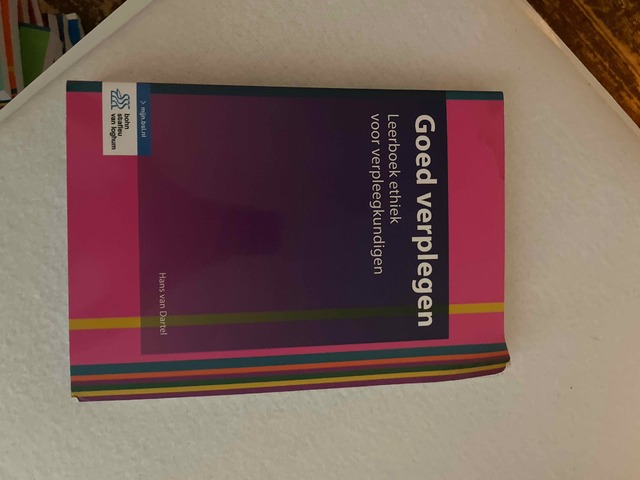 Goed verplegen
Leerboek ethiek
voor verpleegkundigen
Hans van Dartel
> mijn.bsl.nl
bohn
stafleu
van loghum